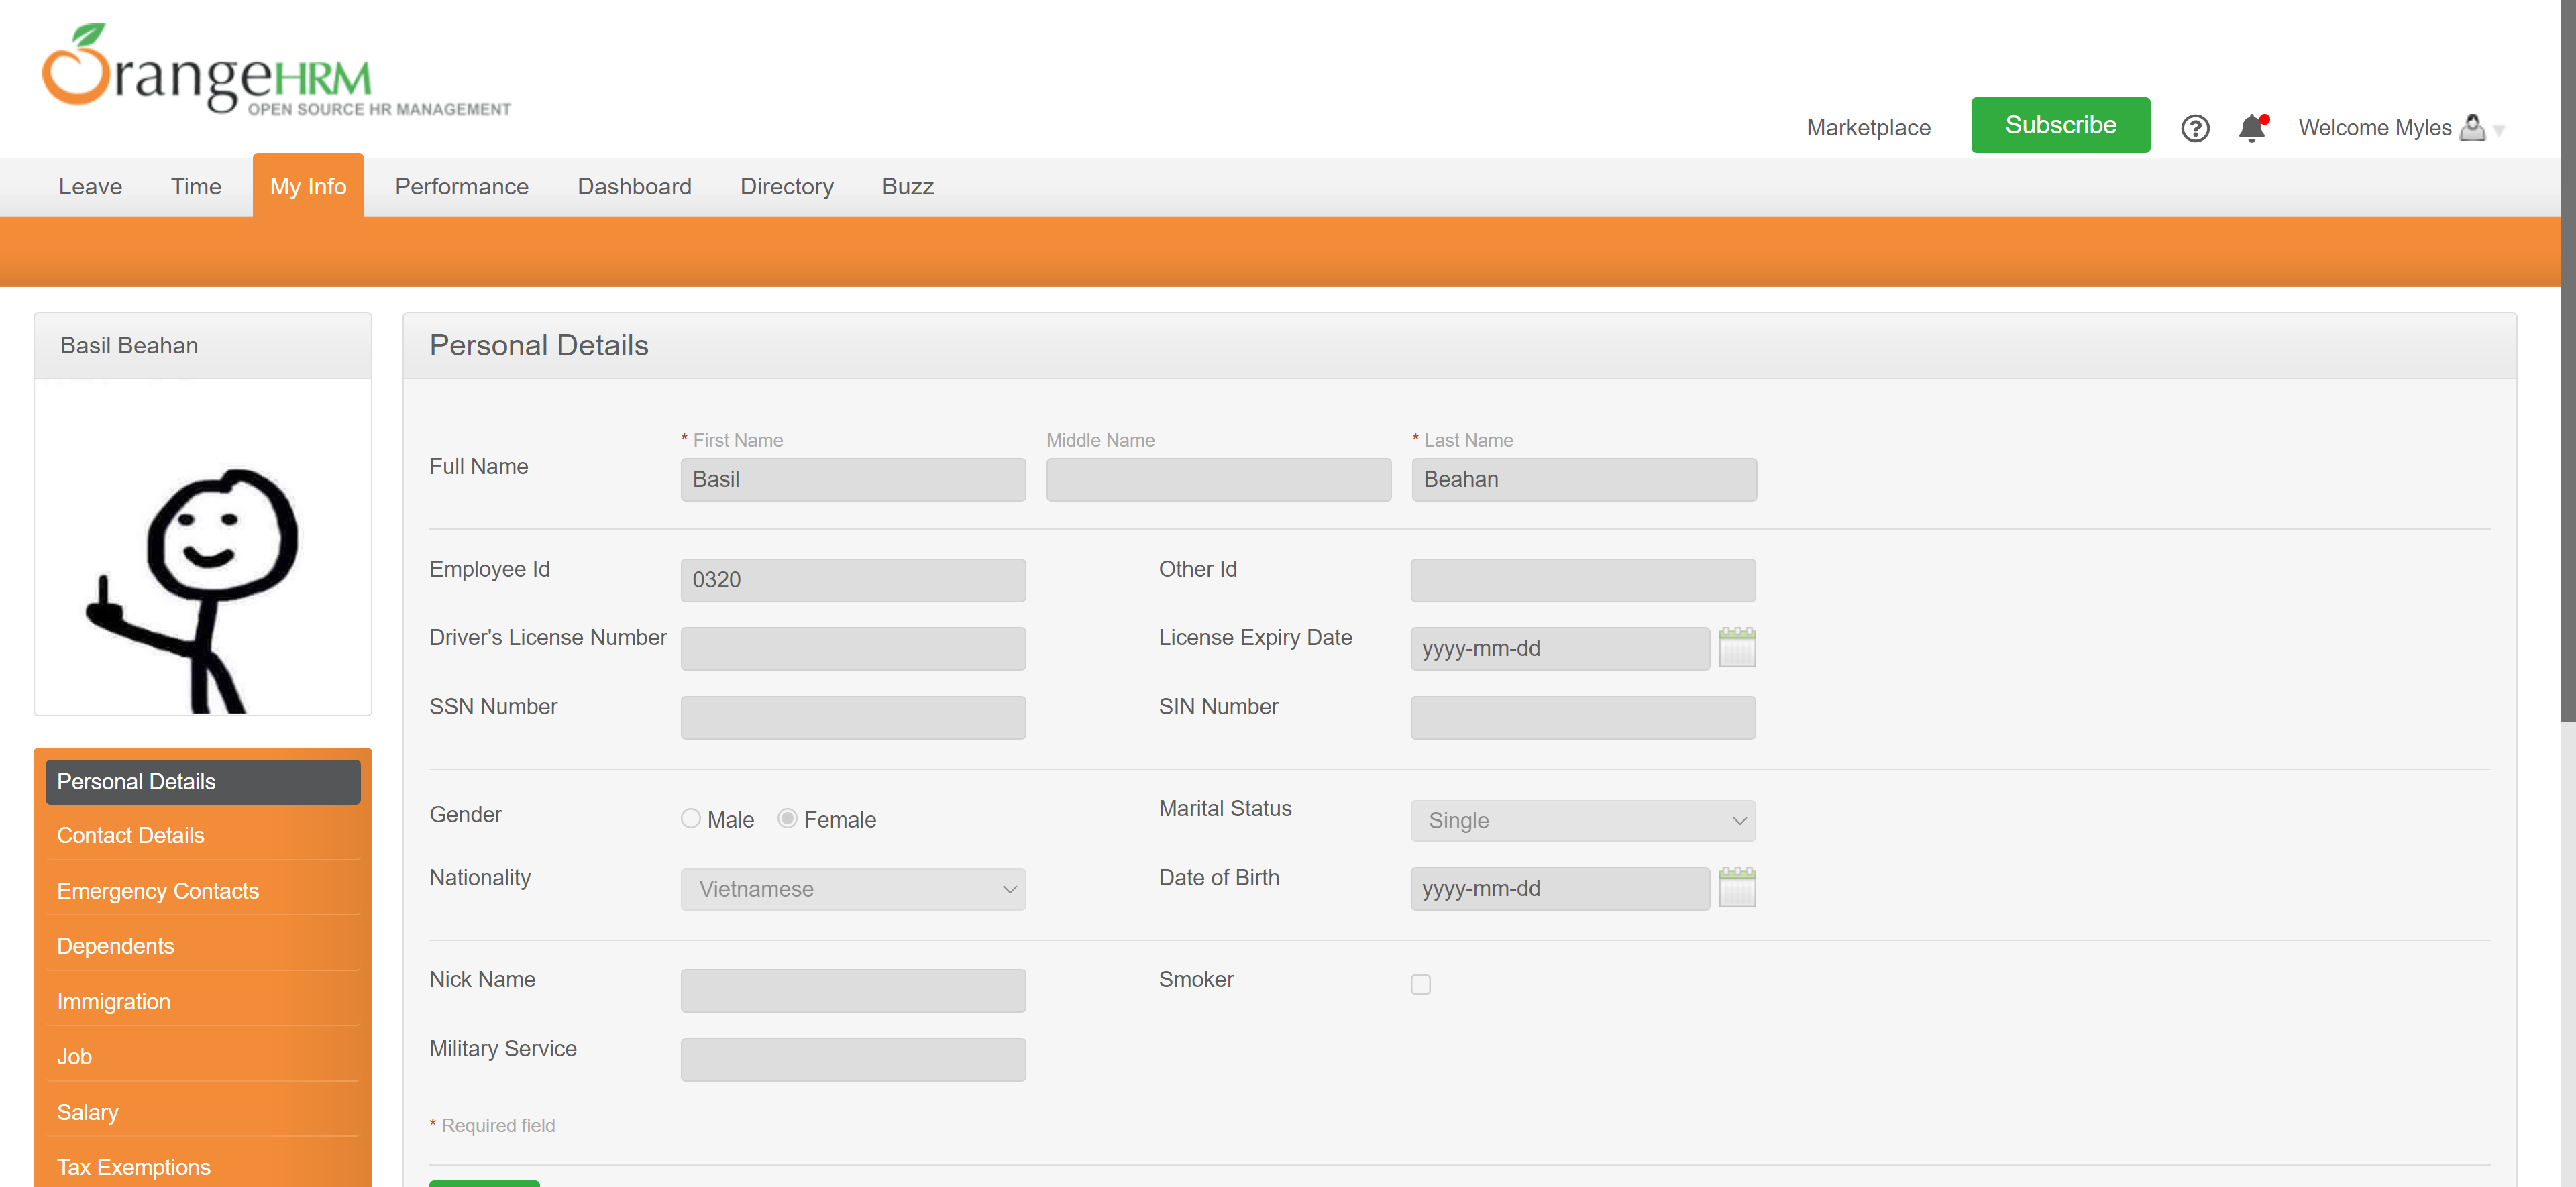 OrangeHRM
OPEN SOURCE HR MANAGEMENT
Marketplace
Subscribe
?
Welcome Myles
Leave
Time
My Info
Performance
Dashboard
Directory
Buzz
Basil Beahan
Personal Details
Contact Details
Emergency Contacts
Dependents
Immigration
Job
Salary
Tax Exemptions
Personal Details
Full Name
* First Name
Basil
Middle Name
* Last Name
Beahan
Employee Id
0320
Other Id
Driver's License Number
License Expiry Date
yyyy-mm-dd
SSN Number
SIN Number
Gender
Male
Female
Marital Status
Single
Nationality
Vietnamese
Date of Birth
yyyy-mm-dd
Nick Name
Smoker
Military Service
* Required field